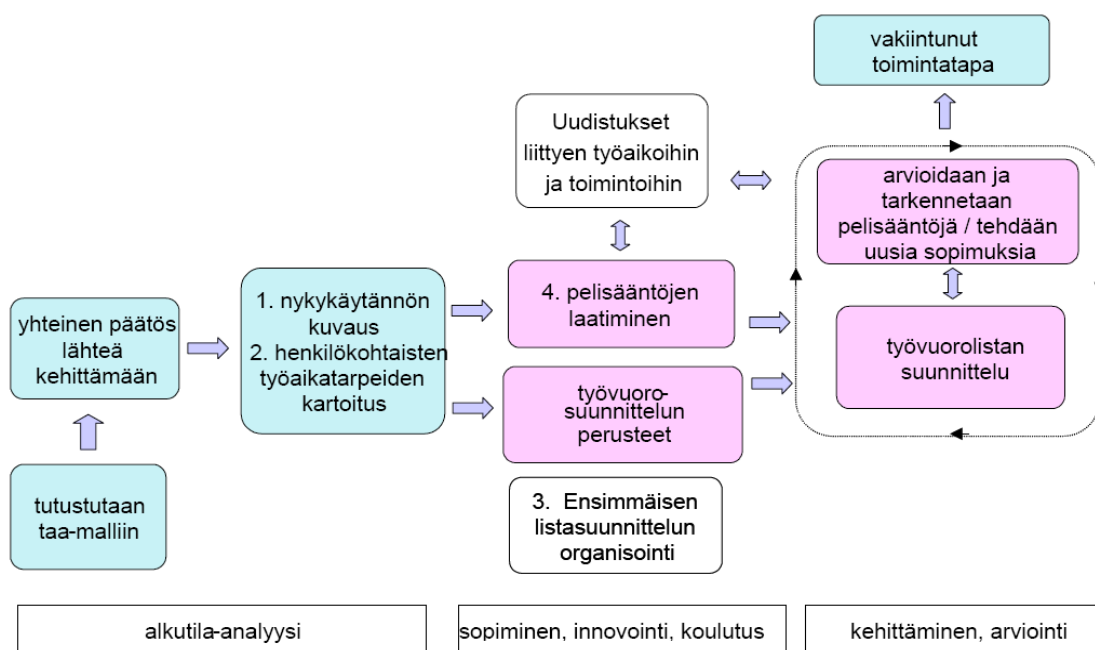 vakiintunut
toimintatapa
Uudistukset
liittyen työaikoihin
ja toimintoihin
arvioidaan ja
tarkennetaan
pelisääntöjä / tehdään
uusia sopimuksia
yhteinen päätös
lähteä
kehittämään
1. nykykäytännön
kuvaus
2. henkilökohtaisten
työaikatarpeiden
kartoitus
4. pelisääntöjen
laatiminen
työvuorolistan
suunnittelu
työvuoro-
suunnittelun
perusteet
tutustutaan
taa-malliin
3. Ensimmäisen
listasuunnittelun
organisointi
alkutila-analyysi
sopiminen, innovointi, koulutus
kehittäminen, arviointi